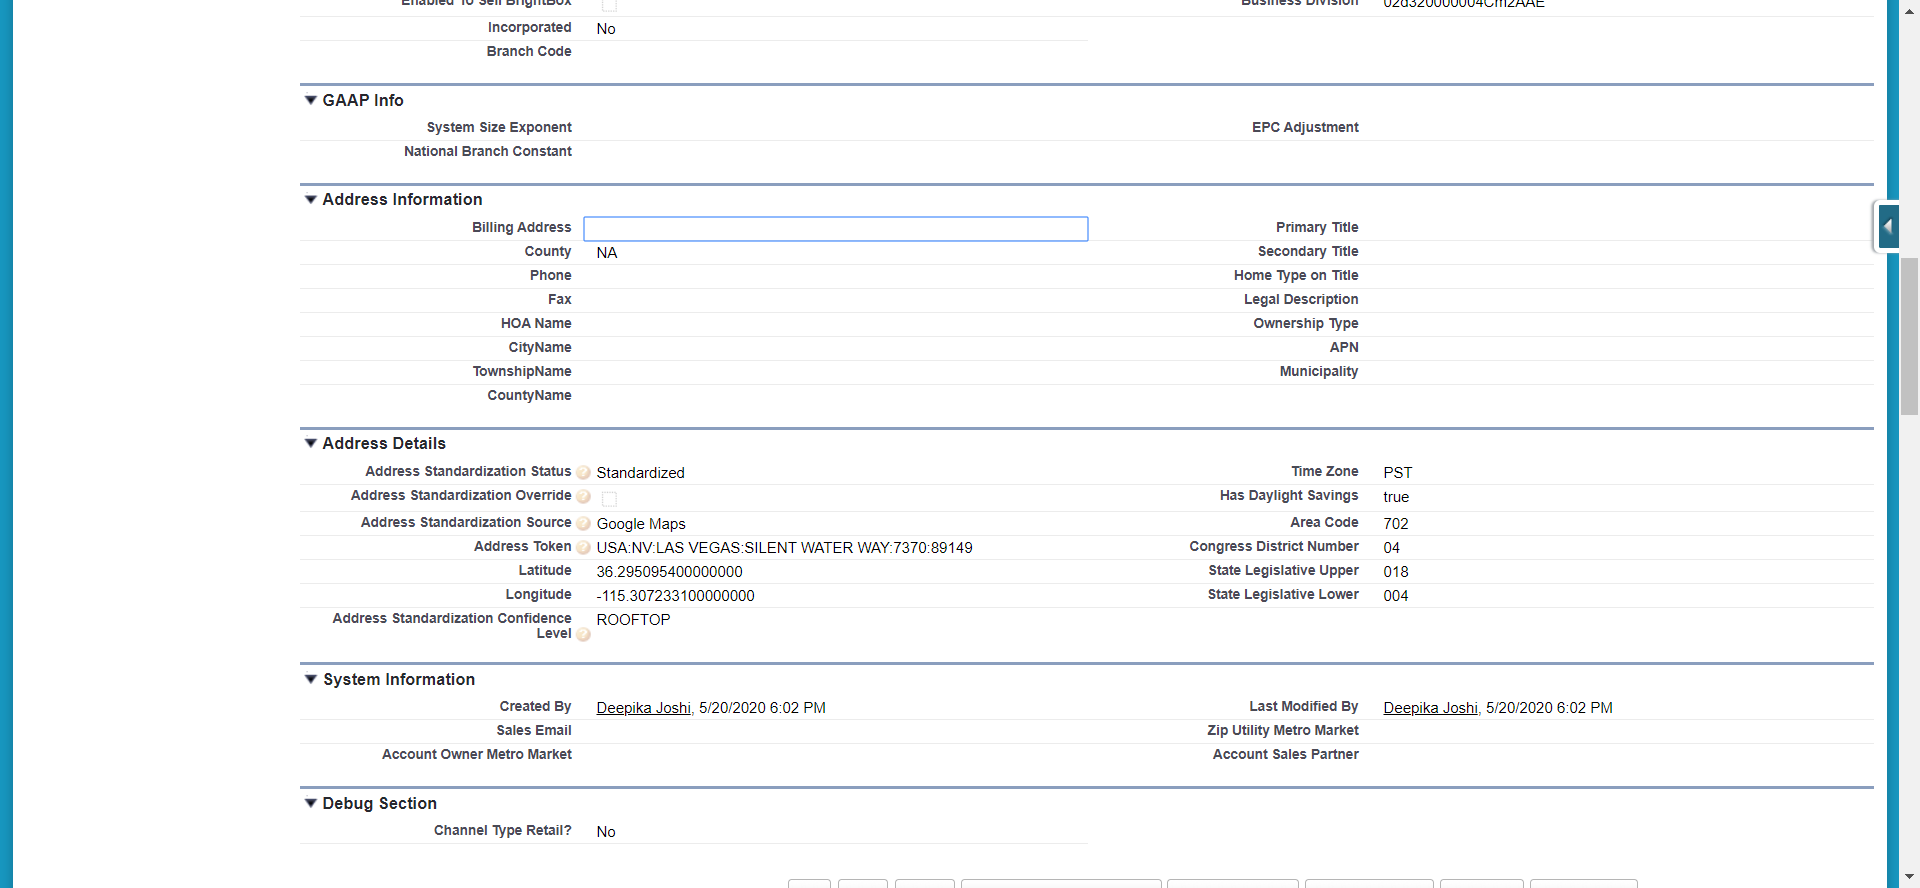 Enabled To Sell BrightBox
Business Division 02d320000004Cm2AAE
Incorporated No
Branch Code
GAAP Info
System Size Exponent EPC Adjustment
National Branch Constant
Address Information
Billing Address Primary Title
County NA Secondary Title
Phone Home Type on Title
Fax Legal Description
HOA Name Ownership Type
CityName APN
TownshipName Municipality
CountyName
Address Details
Address Standardization Status ? Standardized Time Zone PST
Address Standardization Override ? Has Daylight Savings true
Address Standardization Source ? Google Maps Area Code 702
Address Token ? USA:NV:LAS VEGAS:SILENT WATER WAY:7370:89149 Congress District Number 04
Latitude 36.295095400000000 State Legislative Upper 018
Longitude -115.307233100000000 State Legislative Lower 004
Address Standardization Confidence ROOFTOP
Level ?
System Information
Created By Deepika Joshi, 5/20/2020 6:02 PM Last Modified By Deepika Joshi, 5/20/2020 6:02 PM
Sales Email Zip Utility Metro Market
Account Owner Metro Market Account Sales Partner
Debug Section
Channel Type Retail? No